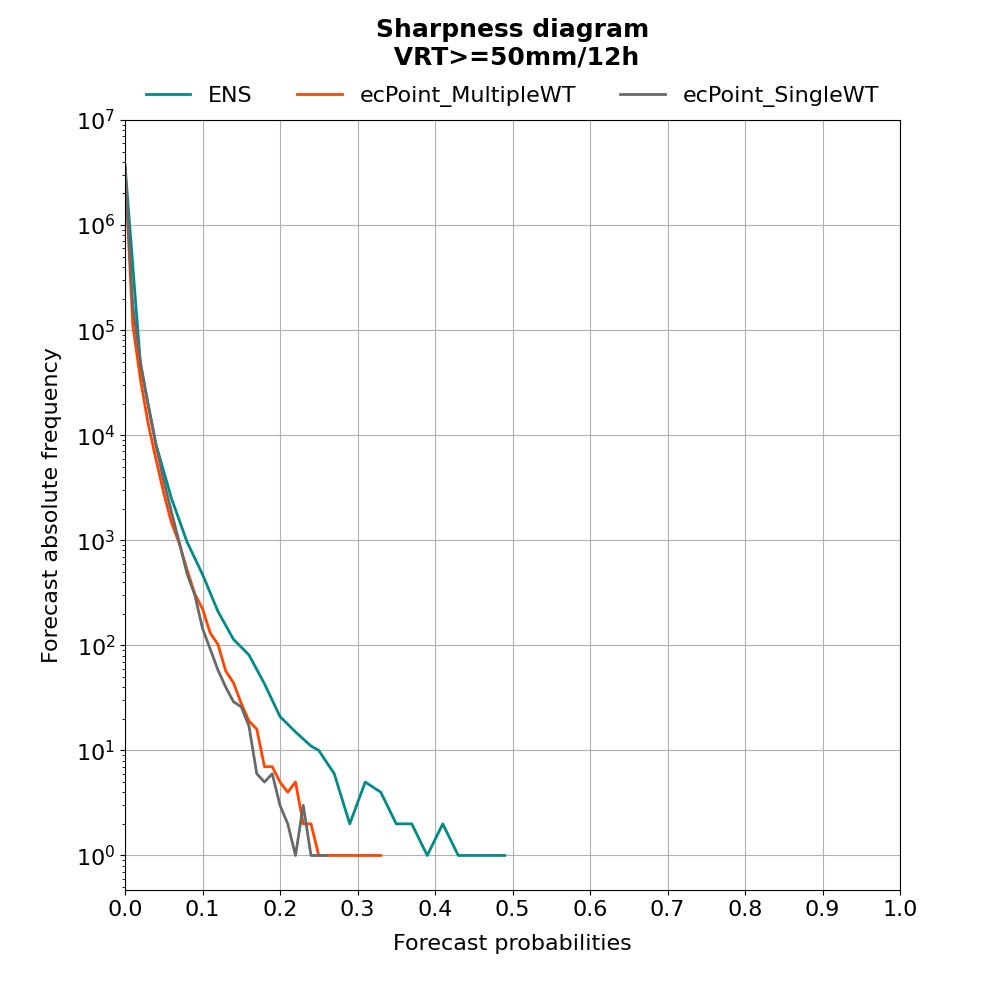 Sharpness diagram
VRT>=50mm/12h
ENS ecPoint_MultipleWT ecPoint_SingleWT
10^7
10^6
10^5
10^4
10^3
10^2
10^1
10^0
Forecast absolute frequency
0.0 0.1 0.2 0.3 0.4 0.5 0.6 0.7 0.8 0.9 1.0
Forecast probabilities